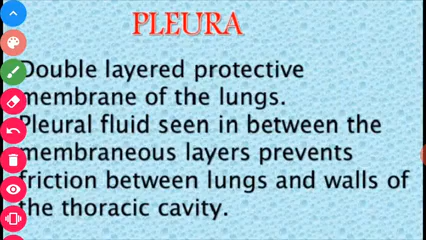 PLEURA
Double layered protective
membrane of the lungs.
Pleural fluid seen in between the
membraneous layers prevents
friction between lungs and walls of
the thoracic cavity.